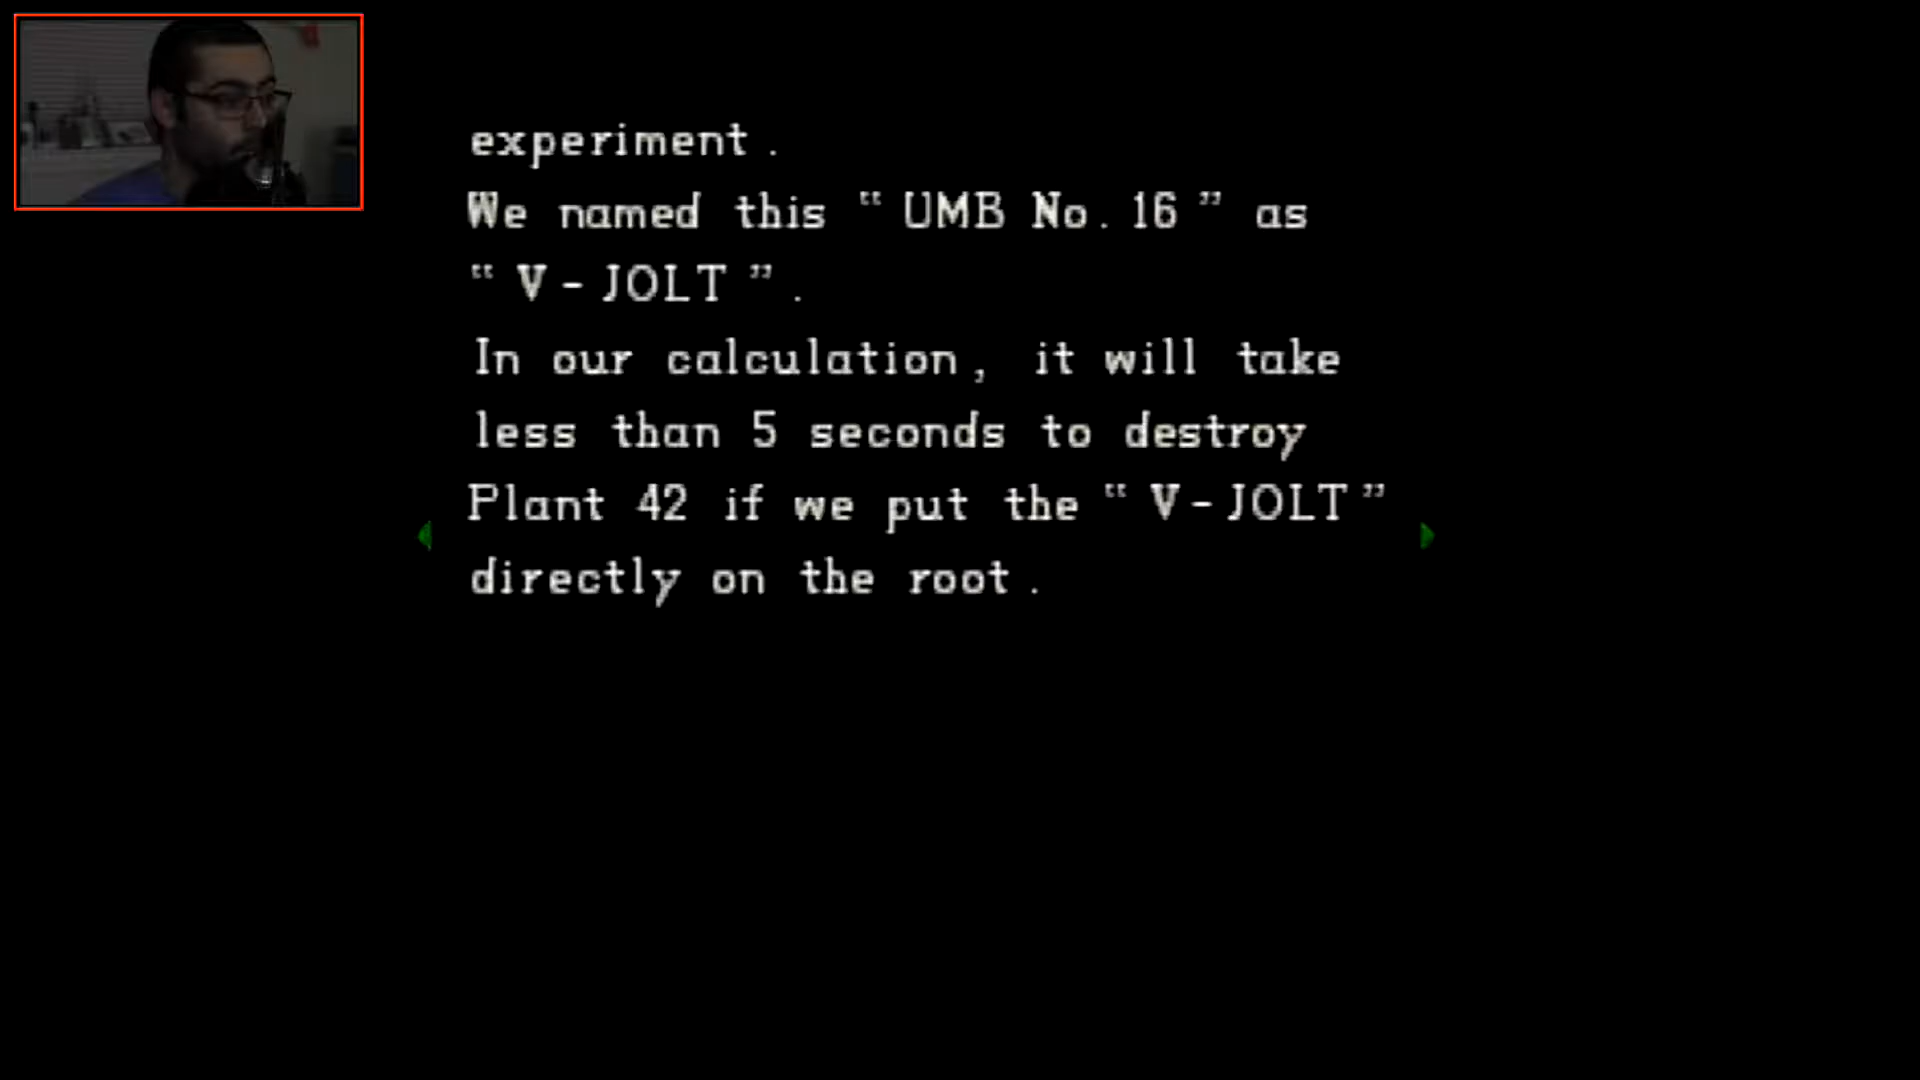 experiment.
We named this “UMB No.16” as
“V-JOLT”.
In our calculation, it will take
less than 5 seconds to destroy
Plant 42 if we put the “V-JOLT”
directly on the root.